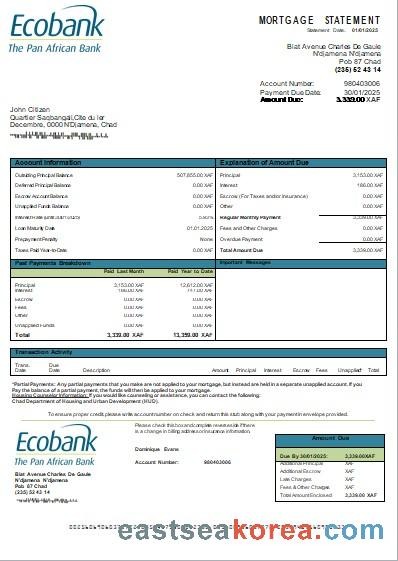 Ecobank
The Pan African Bank
MORTGAGE STATEMENT
Statement Date: 01/01/2025
Blat Avenue Charles De Gaule
N'djamena N'djamena
Pob 87 Chad
(235) 52 43 14
Account Number: 980403006
Payment Due Date: 30/01/2025
Amount Due: 3,339.00 XAF
John Citizen
Quartier Saqbangali,Cite du Ier
Decembre, 0000 N'Djamena, Chad
Account Information
Outstanding Principal Balance 507,855.00 XAF
Deferred Principal Balance 0.00 XAF
Escrow Account Balance 0.00 XAF
Unapplied Funds Balance 0.00 XAF
Interest Rate
Loan Maturity Date 01.01.2025
Prepayment Penalty None
Taxes Paid Year-to-Date 0.00 XAF
Explanation of Amount Due
Principal 3,153.00 XAF
Interest 186.00 XAF
Escrow (For Taxes and/or Insurance) 0.00 XAF
Other 0.00 XAF
Regular Monthly Payment 3,339.00 XAF
Fees and Other Charges 0.00 XAF
Overdue Payment 0.00 XAF
Total Amount Due 3,339.00 XAF
Past Payments Breakdown
Paid Last Month Paid Year to Date
Principal 3,153.00 XAF 12,612.00 XAF
Interest 186.00 XAF 747.00 XAF
Escrow 0.00 XAF 0.00 XAF
Fees 0.00 XAF 0.00 XAF
Other 0.00 XAF 0.00 XAF
Unapplied Funds 0.00 XAF 0.00 XAF
Total 3,339.00 XAF 13,359.00 XAF
Important Messages
Transaction Activity
Trans. Date Due Date Description Amount Principal Interest Escrow Fees Unapplied Total
*Partial Payments: Any partial payments that you make are not applied to your mortgage, but instead are held in a separate unapplied account. If you
Pay the balance of a partial payment, the funds will then be applied to your mortgage.
Housing Counselor Information: If you would like counseling or assistance, you can contact the following:
Chad Department of Housing and Urban Development (HUD).
To ensure proper credit, please write account number on check and return this stub along with your payment in envelope provided.
Ecobank
The Pan African Bank
Blat Avenue Charles De Gaule
N'djamena N'djamena
Pob 87 Chad
(235) 52 43 14
Please check this box and complete reverse side if there
is a change in billing address or insurance information.
Dominique Evans
Account Number: 980403006
Amount Due
Due By 30/01/2025: 3,339.00 XAF
Additional Principal XAF
Additional Escrow XAF
Late Charges XAF
Fees & Other Charges XAF
Total Amount Enclosed 3,339.00 XAF
eastseakorea.com